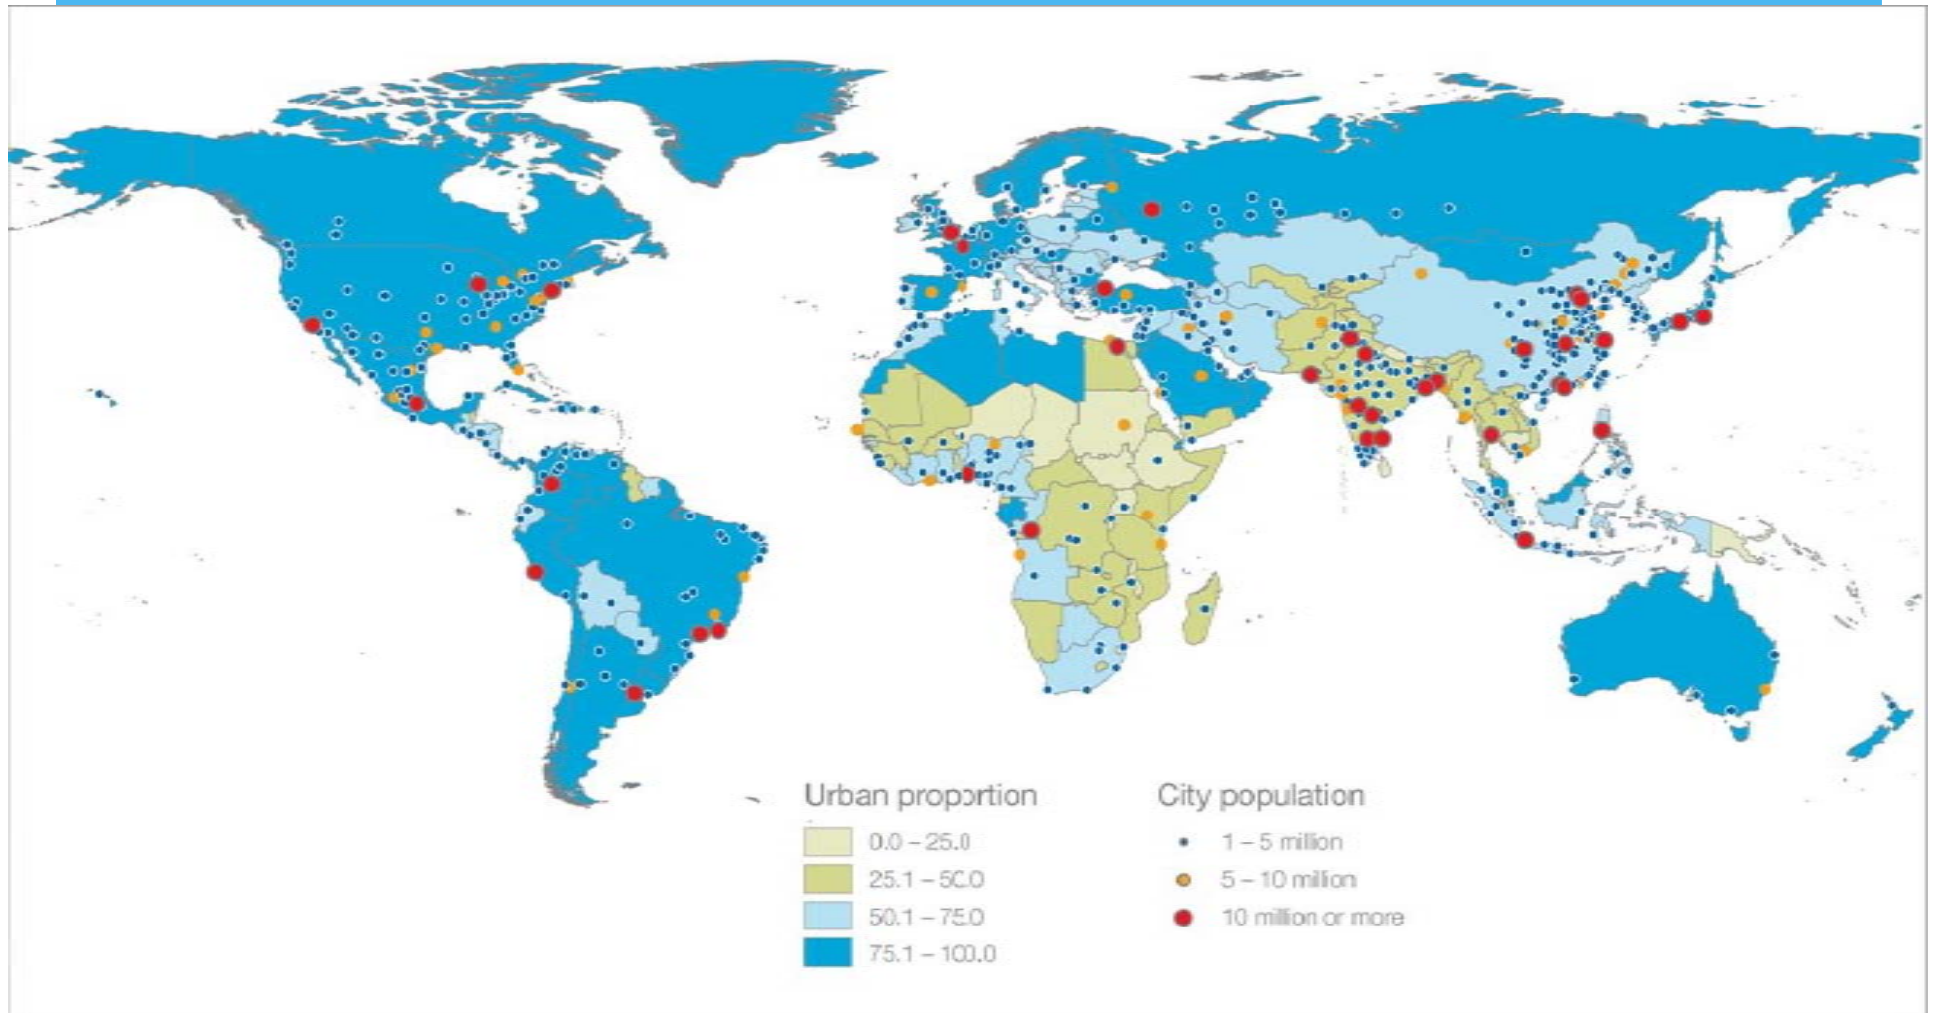 Urban proportion
0.0 – 25.0
25.1 – 50.0
50.1 – 75.0
75.1 – 100.0
City population
1 – 5 million
5 – 10 million
10 million or more